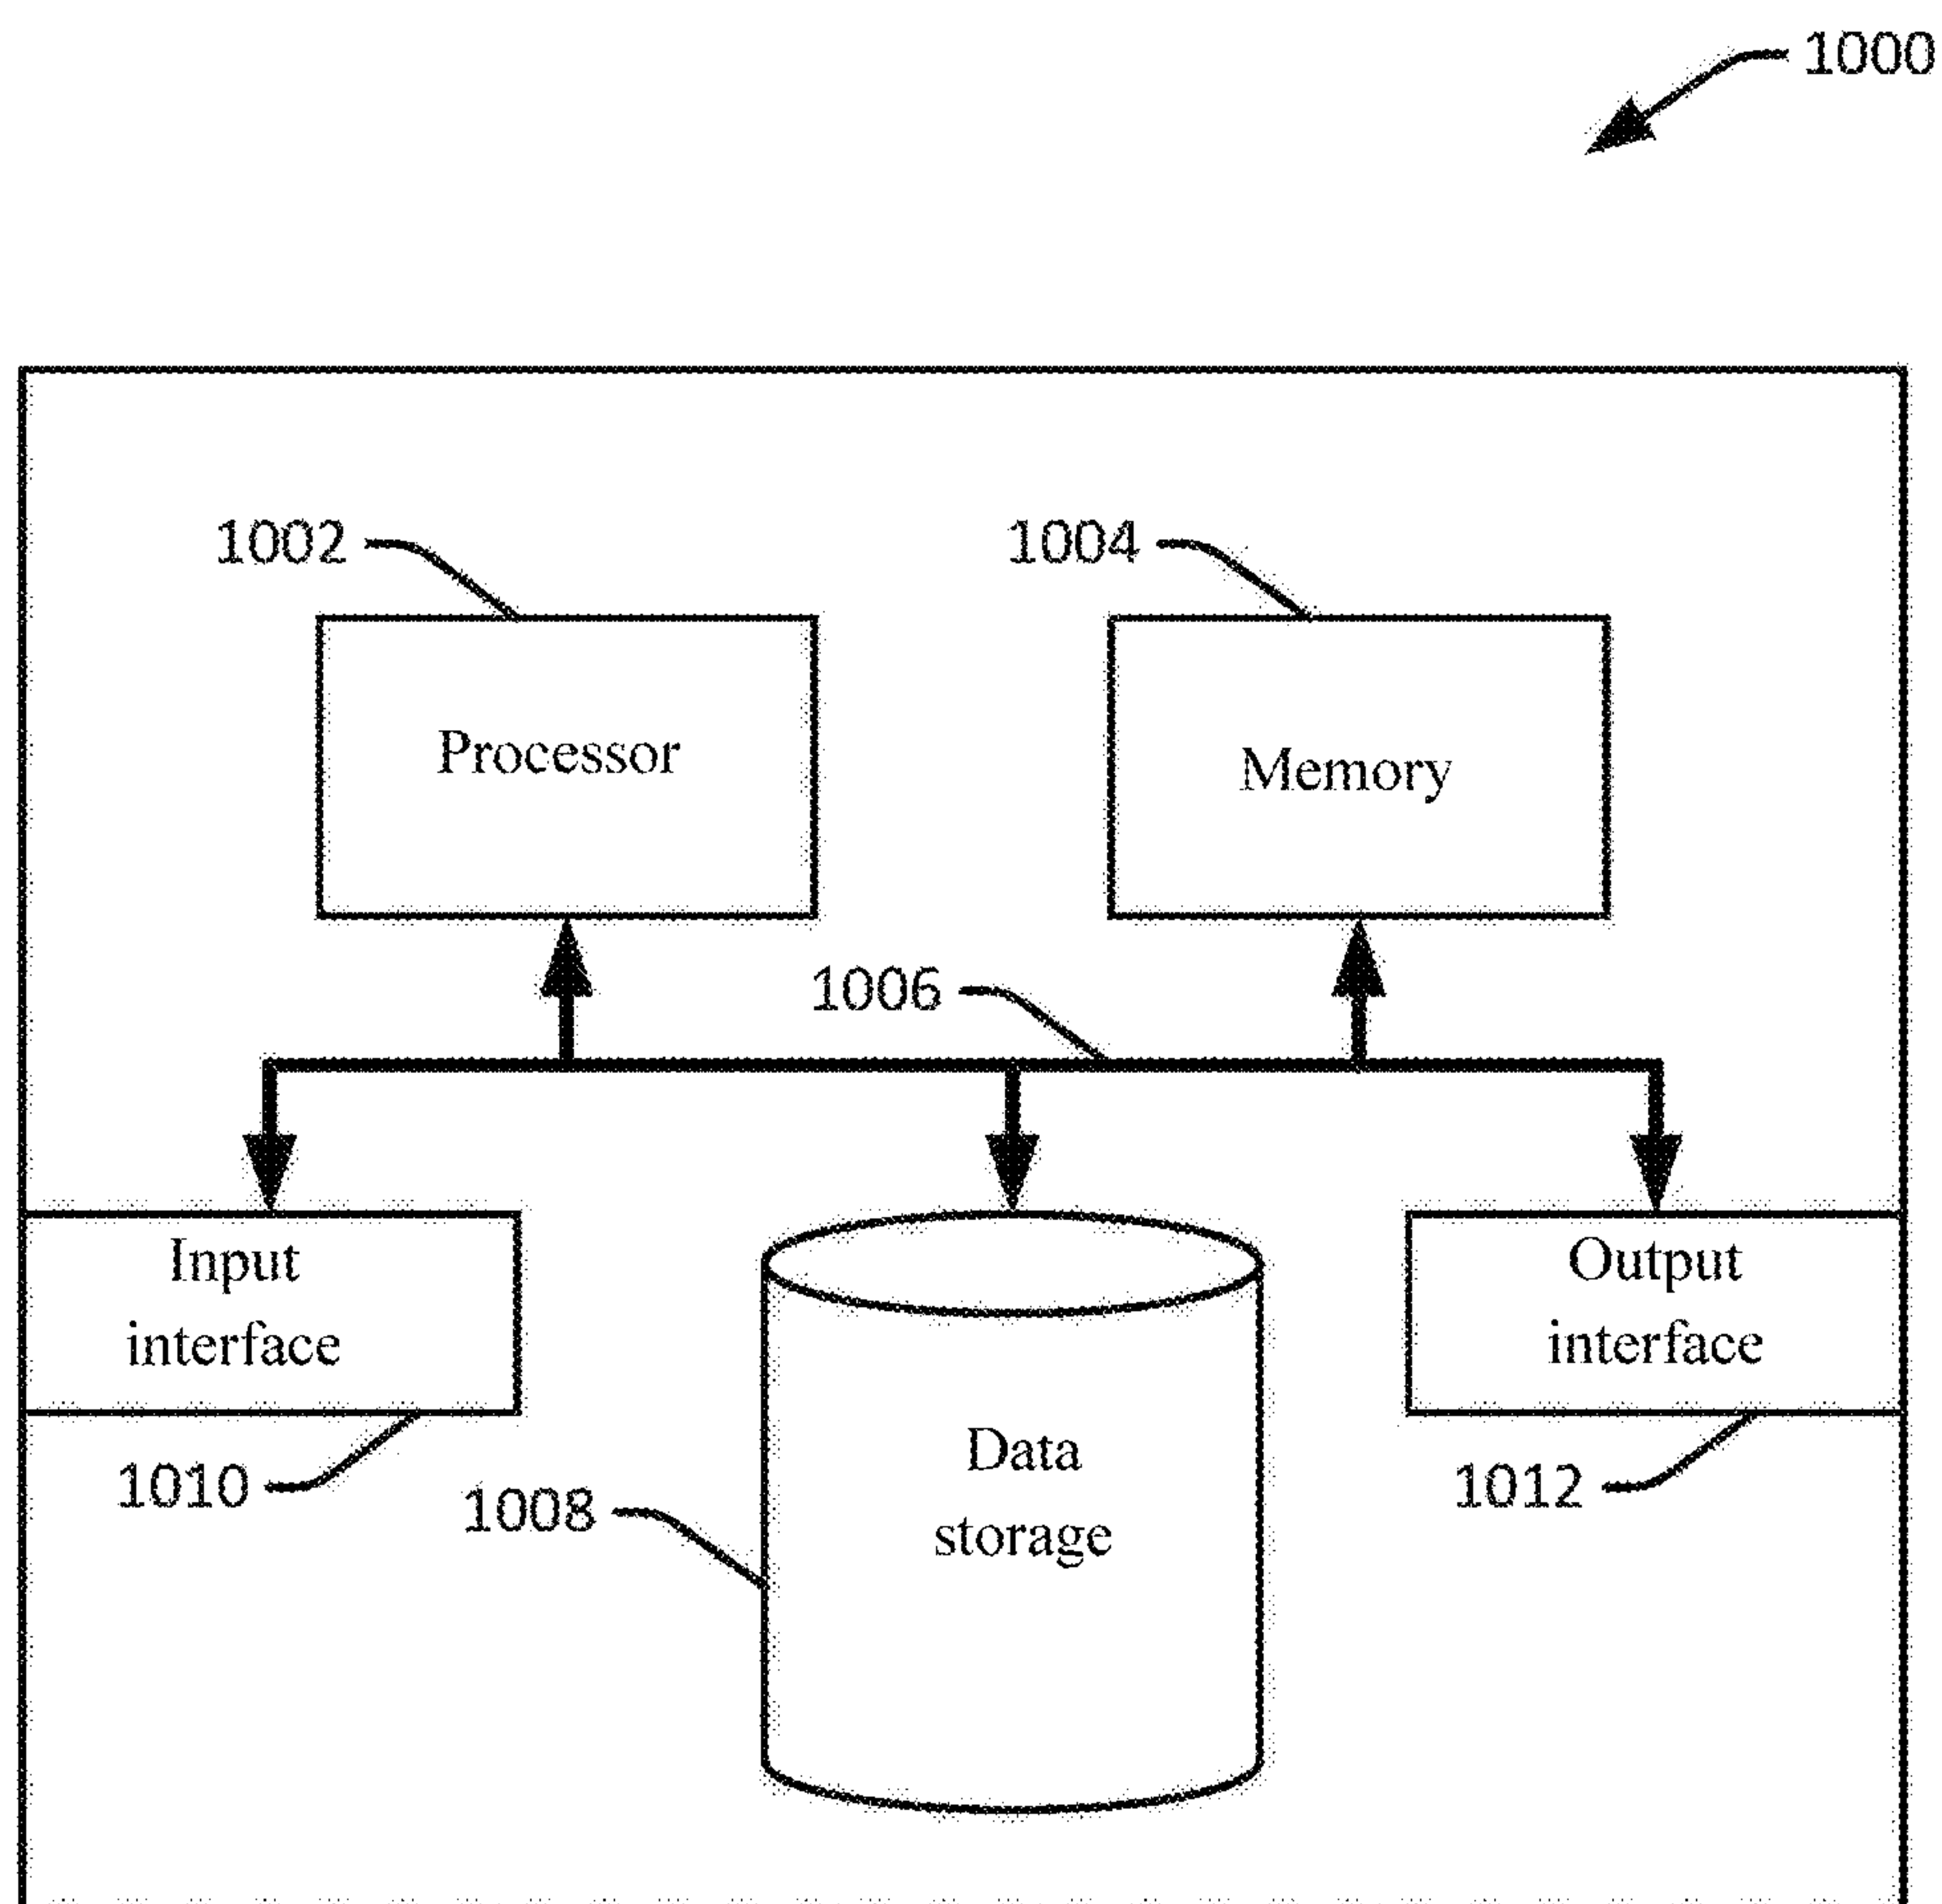 1000
1002
1004
Processor
Memory
1006
Input
interface
Output
interface
Data
storage
1010
1008
1012